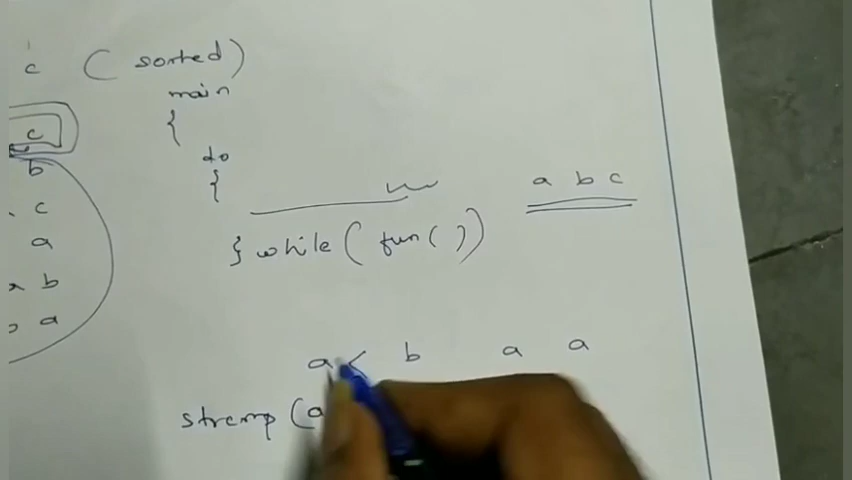 c ( sorted )
main
{
c
do
b
{
a b c
c
} while ( fun ( ) )
a
b
a
a < b a a
strcmp (a